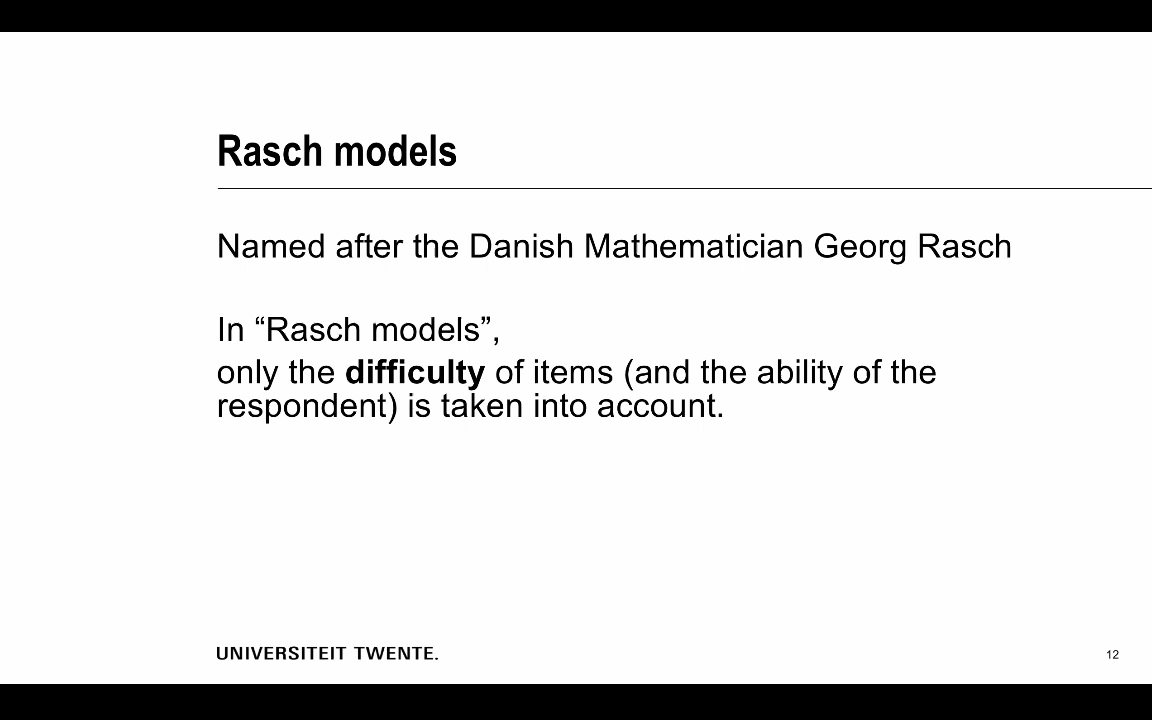 Rasch models
Named after the Danish Mathematician Georg Rasch
In “Rasch models”,
only the difficulty of items (and the ability of the
respondent) is taken into account.
UNIVERSITEIT TWENTE.
12